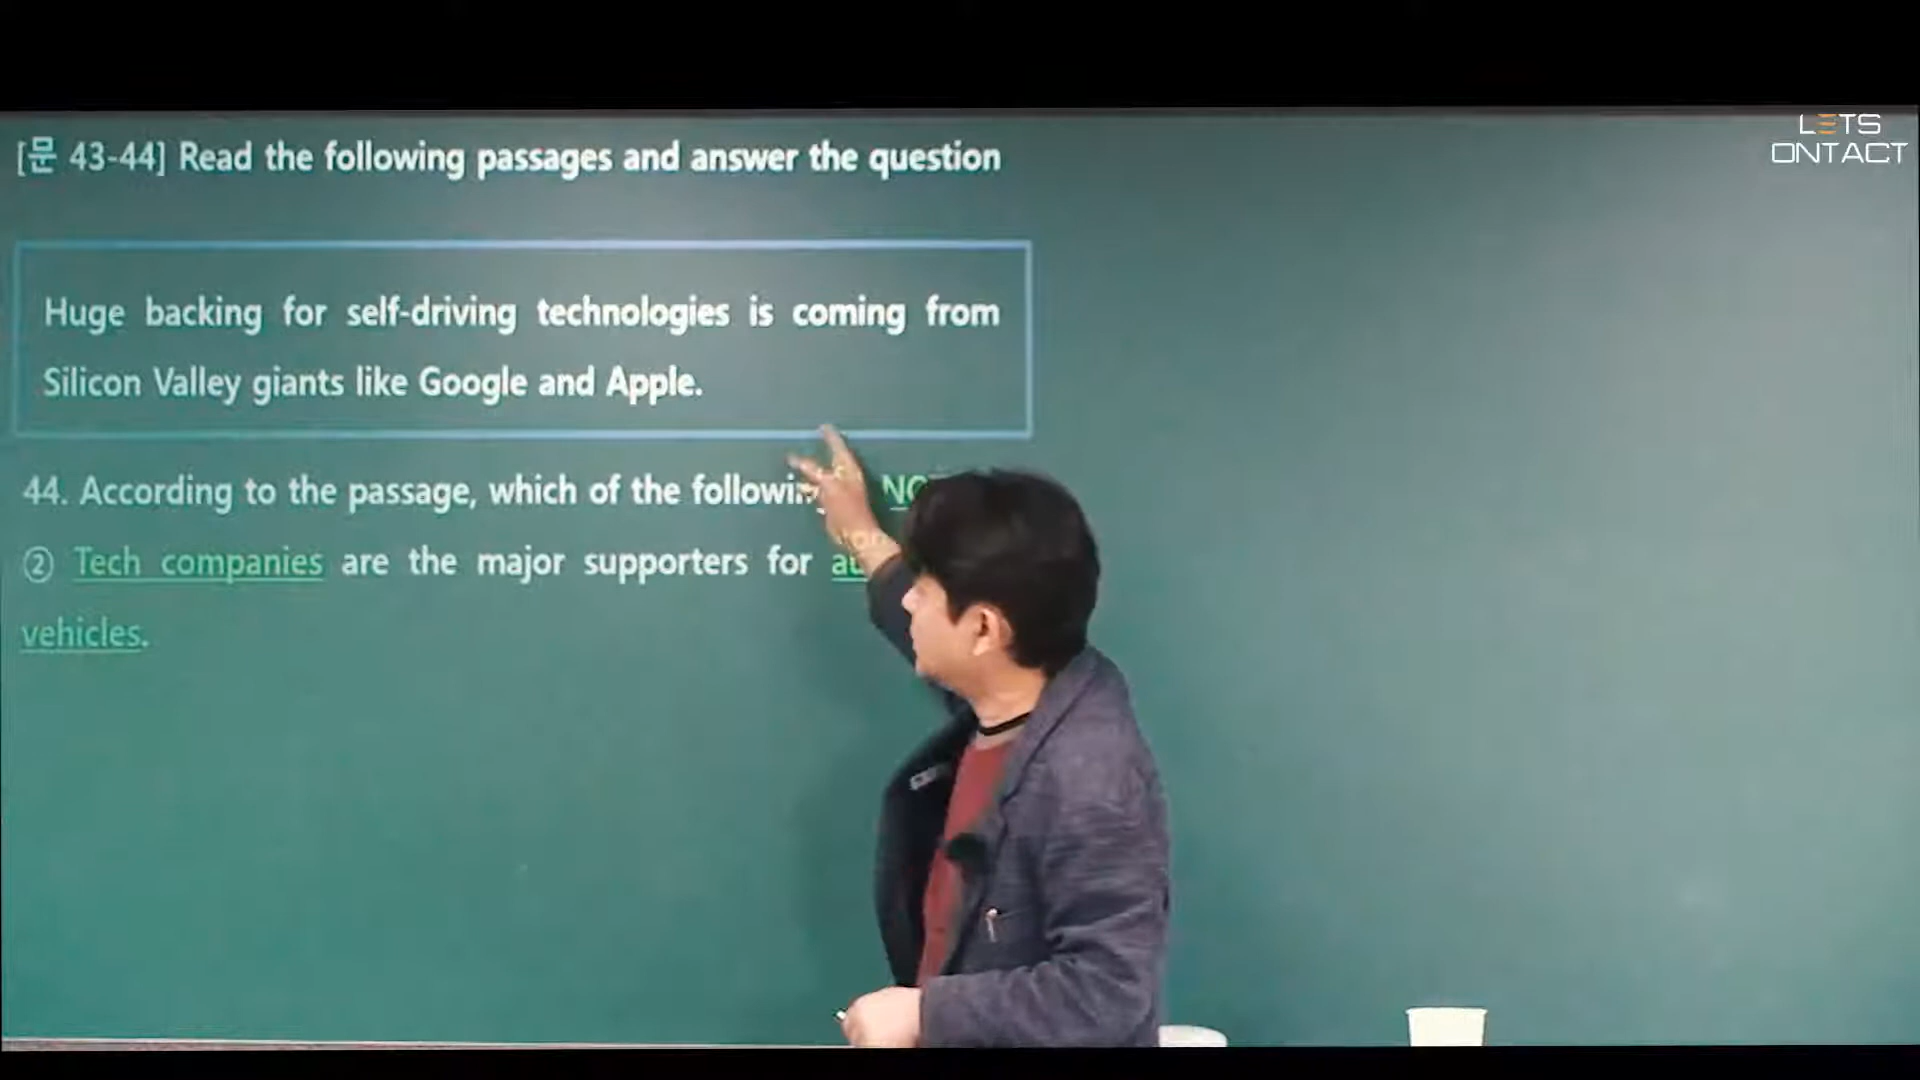 LETS
ONTACT
[문 43-44] Read the following passages and answer the question
Huge backing for self-driving technologies is coming from
Silicon Valley giants like Google and Apple.
44. According to the passage, which of the following
② Tech companies are the major supporters for
vehicles.